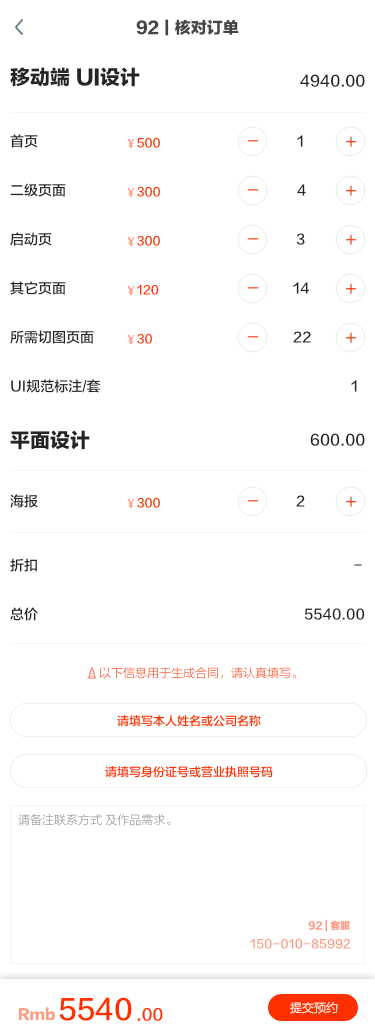 92 | 核对订单
移动端 UI设计 4940.00
首页 ¥500 − 1 +
二级页面 ¥300 − 4 +
启动页 ¥300 − 3 +
其它页面 ¥120 − 14 +
所需切图页面 ¥30 − 22 +
UI规范标注/套 1
平面设计 600.00
海报 ¥300 − 2 +
折扣 −
总价 5540.00
以下信息用于生成合同，请认真填写。
请填写本人姓名或公司名称
请填写身份证号或营业执照号码
请备注联系方式 及作品需求。
92 | 客服
150-010-85992
Rmb 5540 .00 提交预约